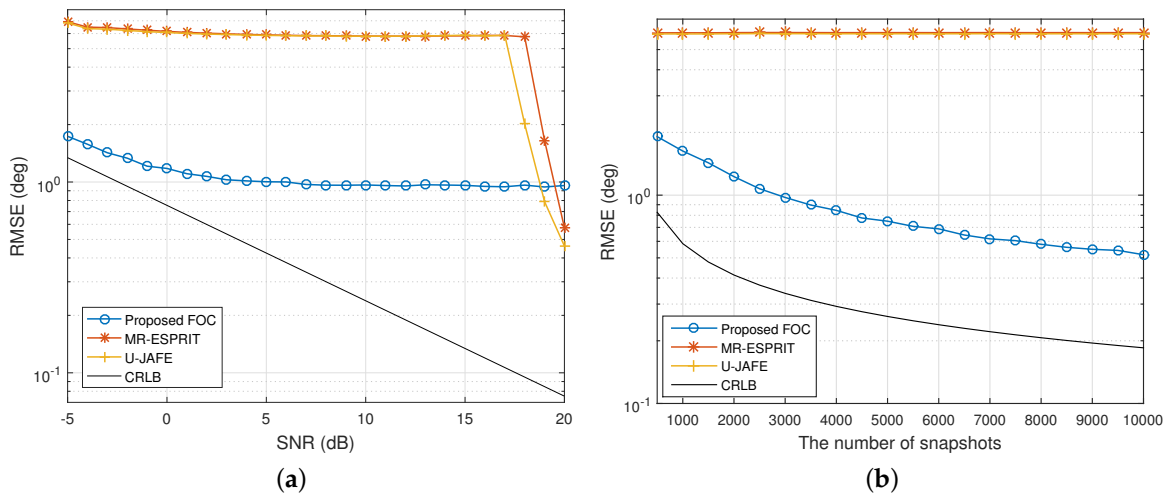 RMSE (deg)
10^0
10^-1
Proposed FOC
MR-ESPRIT
U-JAFE
CRLB
-5 0 5 10 15 20
SNR (dB)
(a)
RMSE (deg)
10^0
10^-1
Proposed FOC
MR-ESPRIT
U-JAFE
CRLB
1000 2000 3000 4000 5000 6000 7000 8000 9000 10000
The number of snapshots
(b)